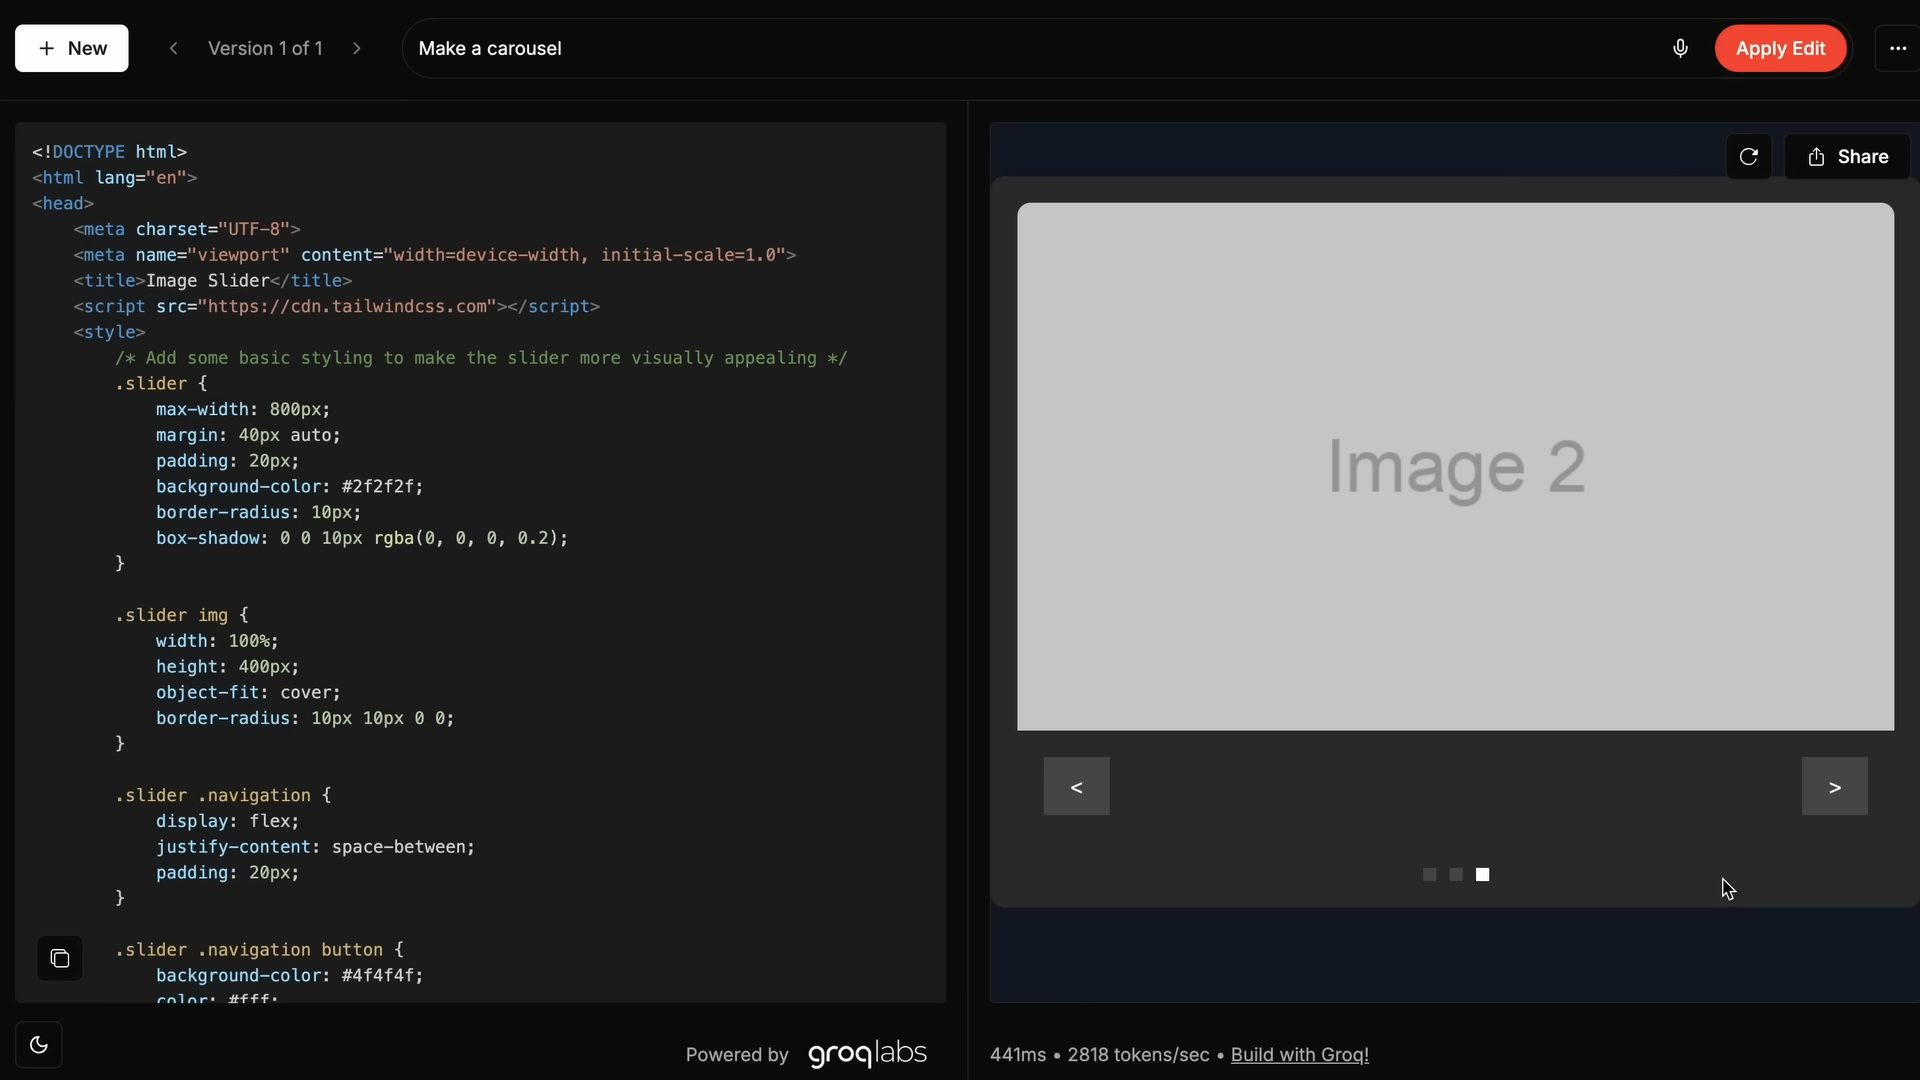 + New
< Version 1 of 1 >
Make a carousel
Apply Edit
...
<!DOCTYPE html>
<html lang="en">
<head>
<meta charset="UTF-8">
<meta name="viewport" content="width=device-width, initial-scale=1.0">
<title>Image Slider</title>
<script src="https://cdn.tailwindcss.com"></script>
<style>
/* Add some basic styling to make the slider more visually appealing */
.slider {
max-width: 800px;
margin: 40px auto;
padding: 20px;
background-color: #2f2f2f;
border-radius: 10px;
box-shadow: 0 0 10px rgba(0, 0, 0, 0.2);
}
.slider img {
width: 100%;
height: 400px;
object-fit: cover;
border-radius: 10px 10px 0 0;
}
.slider .navigation {
display: flex;
justify-content: space-between;
padding: 20px;
}
.slider .navigation button {
background-color: #4f4f4f;
color: #fff;
Share
Image 2
<
>
Powered by groqlabs
441ms • 2818 tokens/sec • Build with Groq!